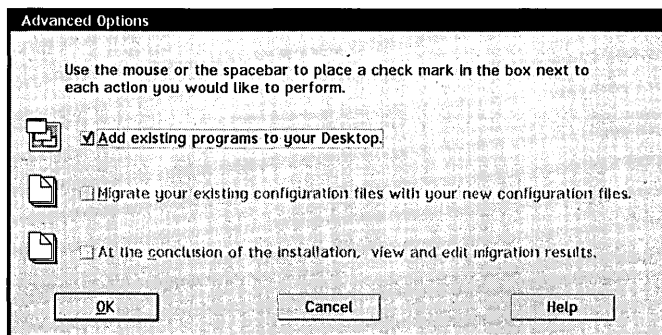 Advanced Options
Use the mouse or the spacebar to place a check mark in the box next to
each action you would like to perform.
Add existing programs to your Desktop.
Migrate your existing configuration files with your new configuration files.
At the conclusion of the installation, view and edit migration results.
OK
Cancel
Help